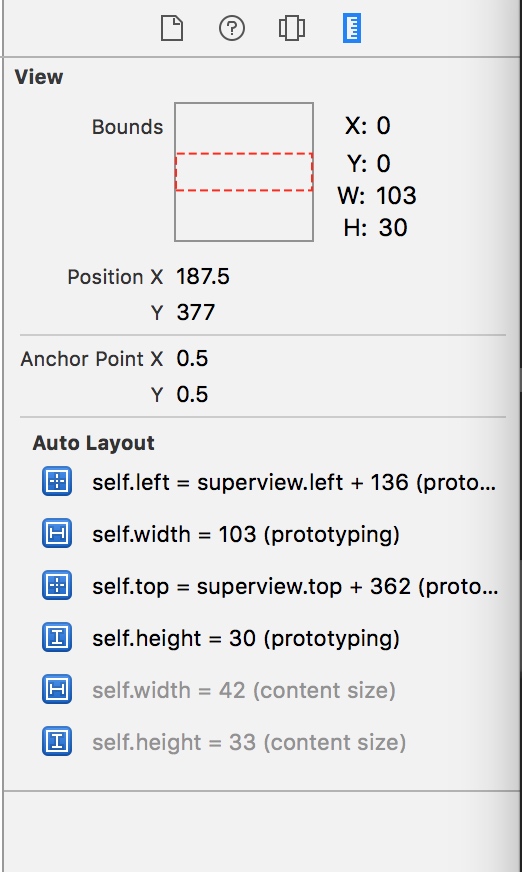 View
Bounds
X: 0
Y: 0
W: 103
H: 30
Position X 187.5
Y 377
Anchor Point X 0.5
Y 0.5
Auto Layout
self.left = superview.left + 136 (proto...
self.width = 103 (prototyping)
self.top = superview.top + 362 (proto...
self.height = 30 (prototyping)
self.width = 42 (content size)
self.height = 33 (content size)